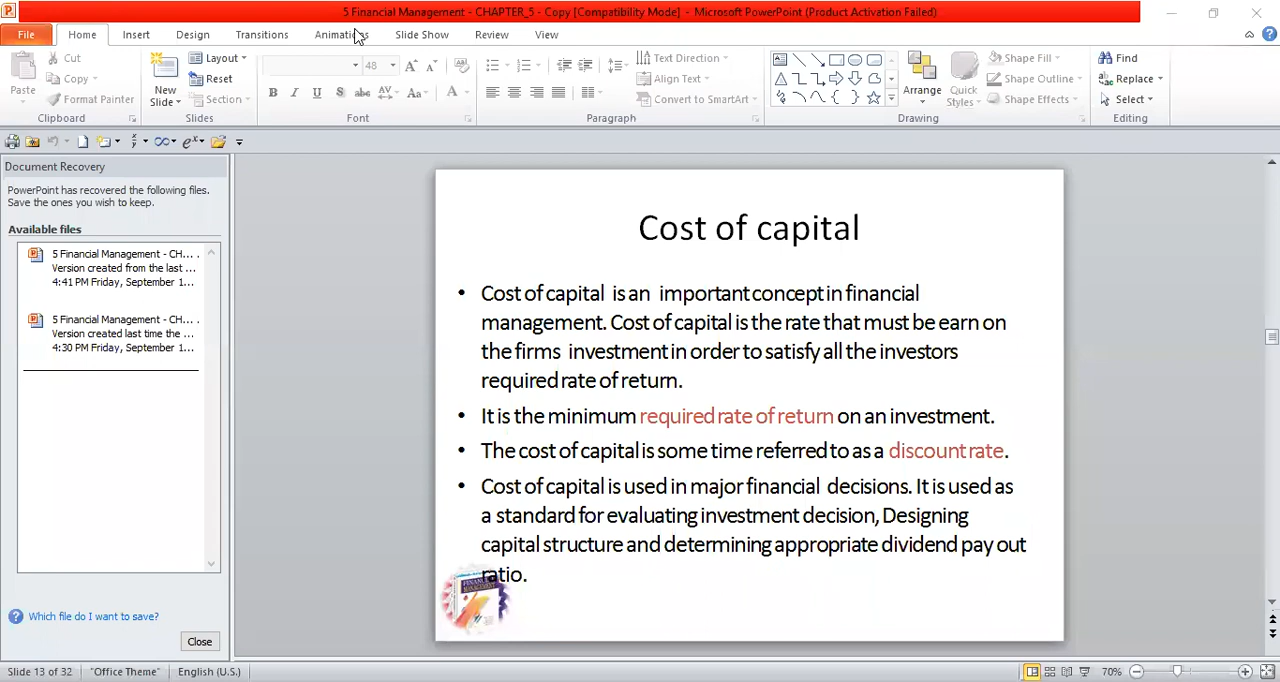 5 Financial Management - CHAPTER_5 - Copy [Compatibility Mode] - Microsoft PowerPoint (Product Activation Failed)
File Home Insert Design Transitions Animations Slide Show Review View
Paste
Cut
Copy
Format Painter
Clipboard
New
Slide
Layout
Reset
Section
Slides
48
B I U S abc AV Aa A
Font
Text Direction
Align Text
Convert to SmartArt
Paragraph
Arrange
Quick
Styles
Shape Fill
Shape Outline
Shape Effects
Drawing
Find
Replace
Select
Editing
Document Recovery
PowerPoint has recovered the following files.
Save the ones you wish to keep.
Available files
5 Financial Management - CH... .
Version created from the last ...
4:41 PM Friday, September 1...
5 Financial Management - CH... .
Version created last time the ...
4:30 PM Friday, September 1...
Which file do I want to save?
Close
Cost of capital
• Cost of capital is an important concept in financial
management. Cost of capital is the rate that must be earn on
the firms investment in order to satisfy all the investors
required rate of return.
• It is the minimum required rate of return on an investment.
• The cost of capital is some time referred to as a discount rate.
• Cost of capital is used in major financial decisions. It is used as
a standard for evaluating investment decision, Designing
capital structure and determining appropriate dividend pay out
ratio.
Slide 13 of 32 "Office Theme" English (U.S.) 70%